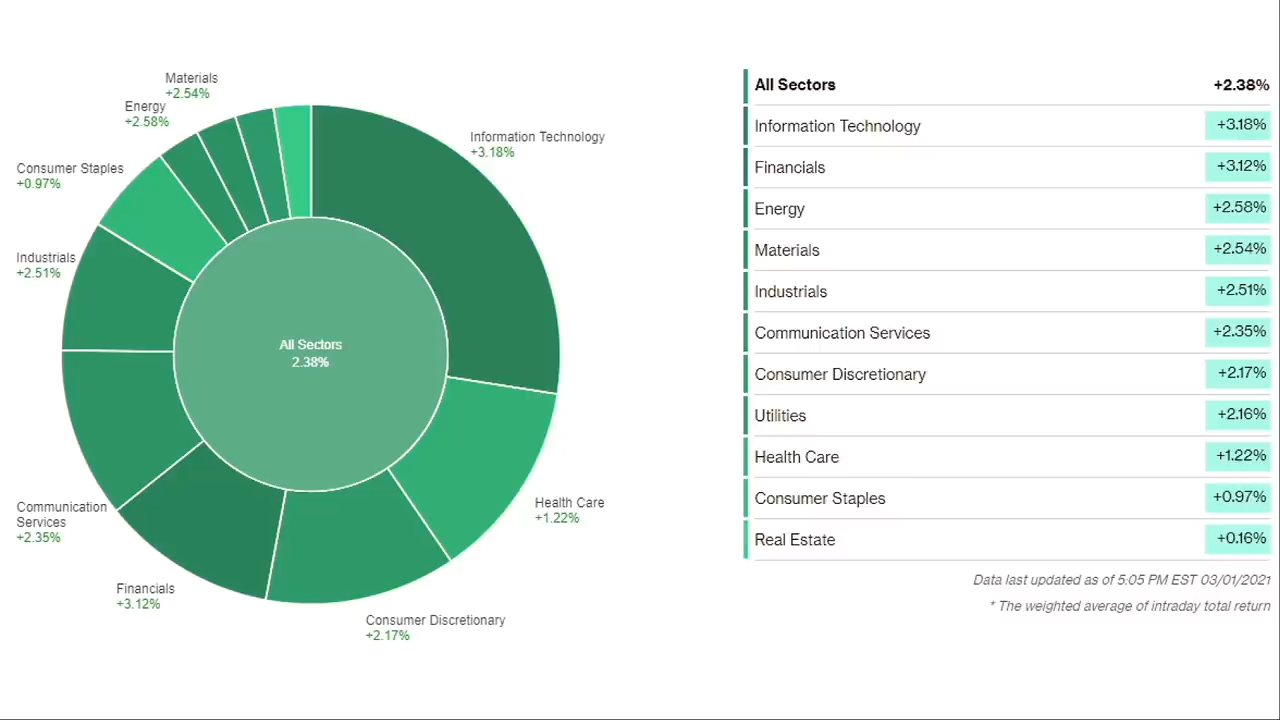 Materials
+2.54%
Energy
+2.58%
Information Technology
+3.18%
Consumer Staples
+0.97%
Industrials
+2.51%
All Sectors
2.38%
Health Care
+1.22%
Communication
Services
+2.35%
Financials
+3.12%
Consumer Discretionary
+2.17%
All Sectors +2.38%
Information Technology +3.18%
Financials +3.12%
Energy +2.58%
Materials +2.54%
Industrials +2.51%
Communication Services +2.35%
Consumer Discretionary +2.17%
Utilities +2.16%
Health Care +1.22%
Consumer Staples +0.97%
Real Estate +0.16%
Data last updated as of 5:05 PM EST 03/01/2021
* The weighted average of intraday total return